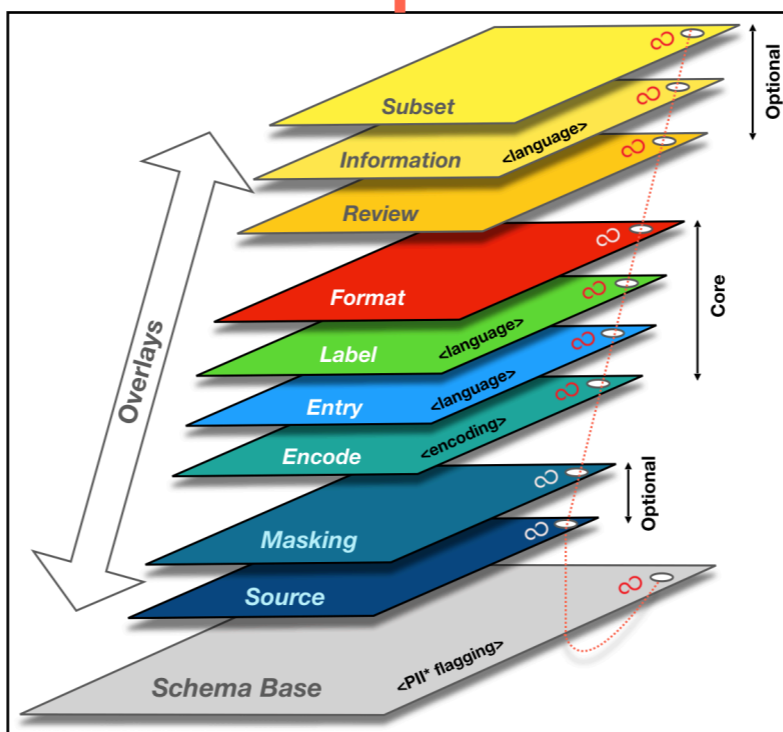 Subset
Optional
Information <language>
Review
Format
Core
Label <language>
Entry <language>
Encode <encoding>
Overlays
Masking
Optional
Source
Schema Base <PII* flagging>